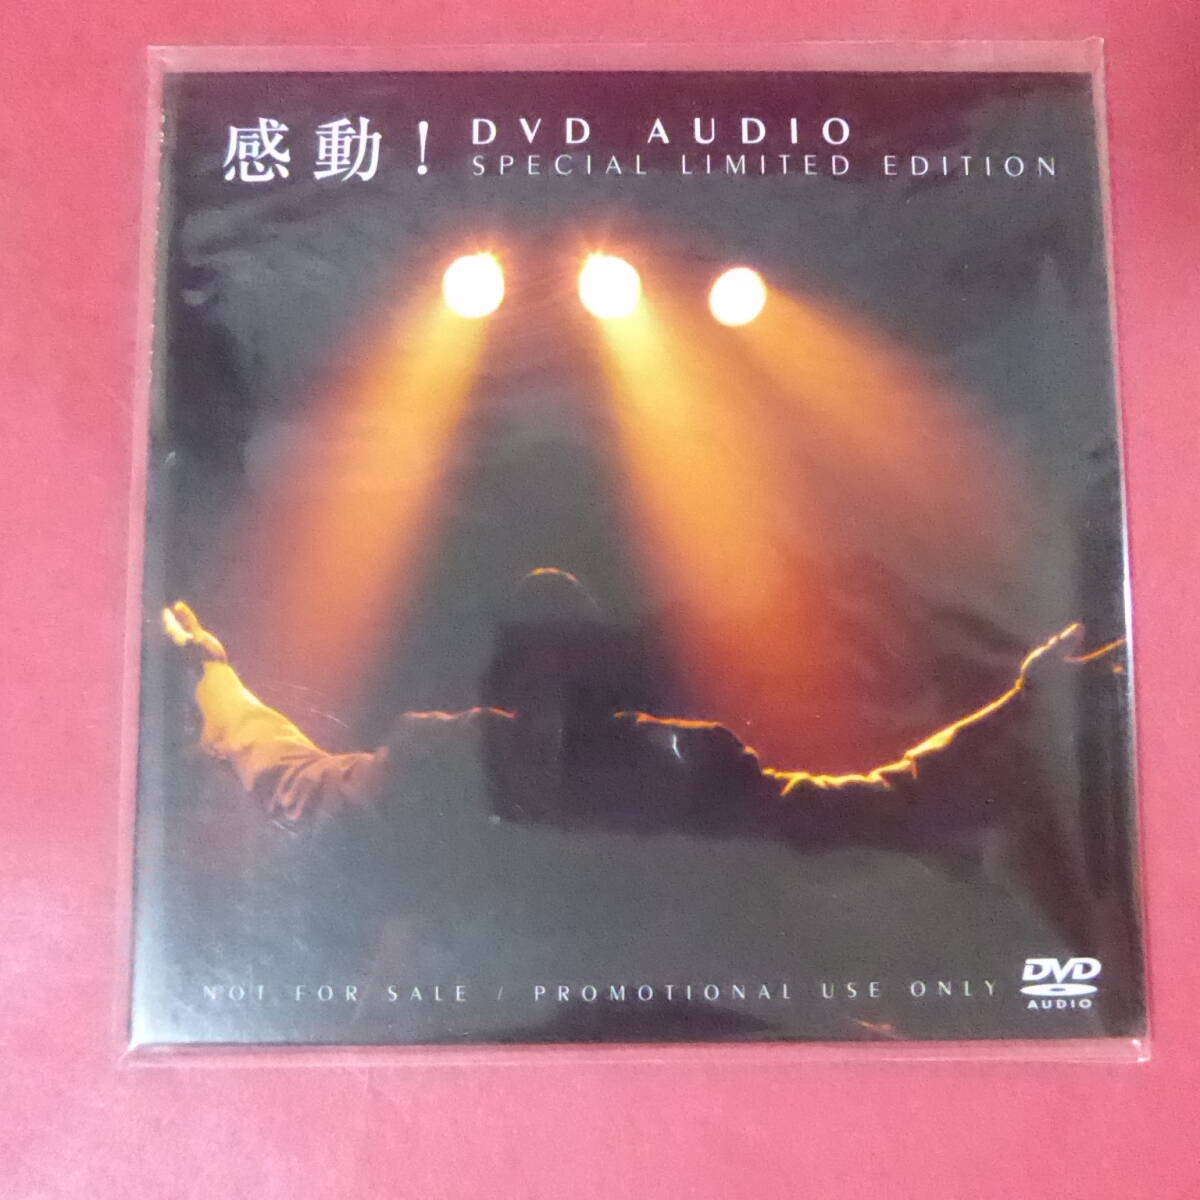 感動！
DVD AUDIO
SPECIAL LIMITED EDITION
NOT FOR SALE / PROMOTIONAL USE ONLY
DVD
AUDIO